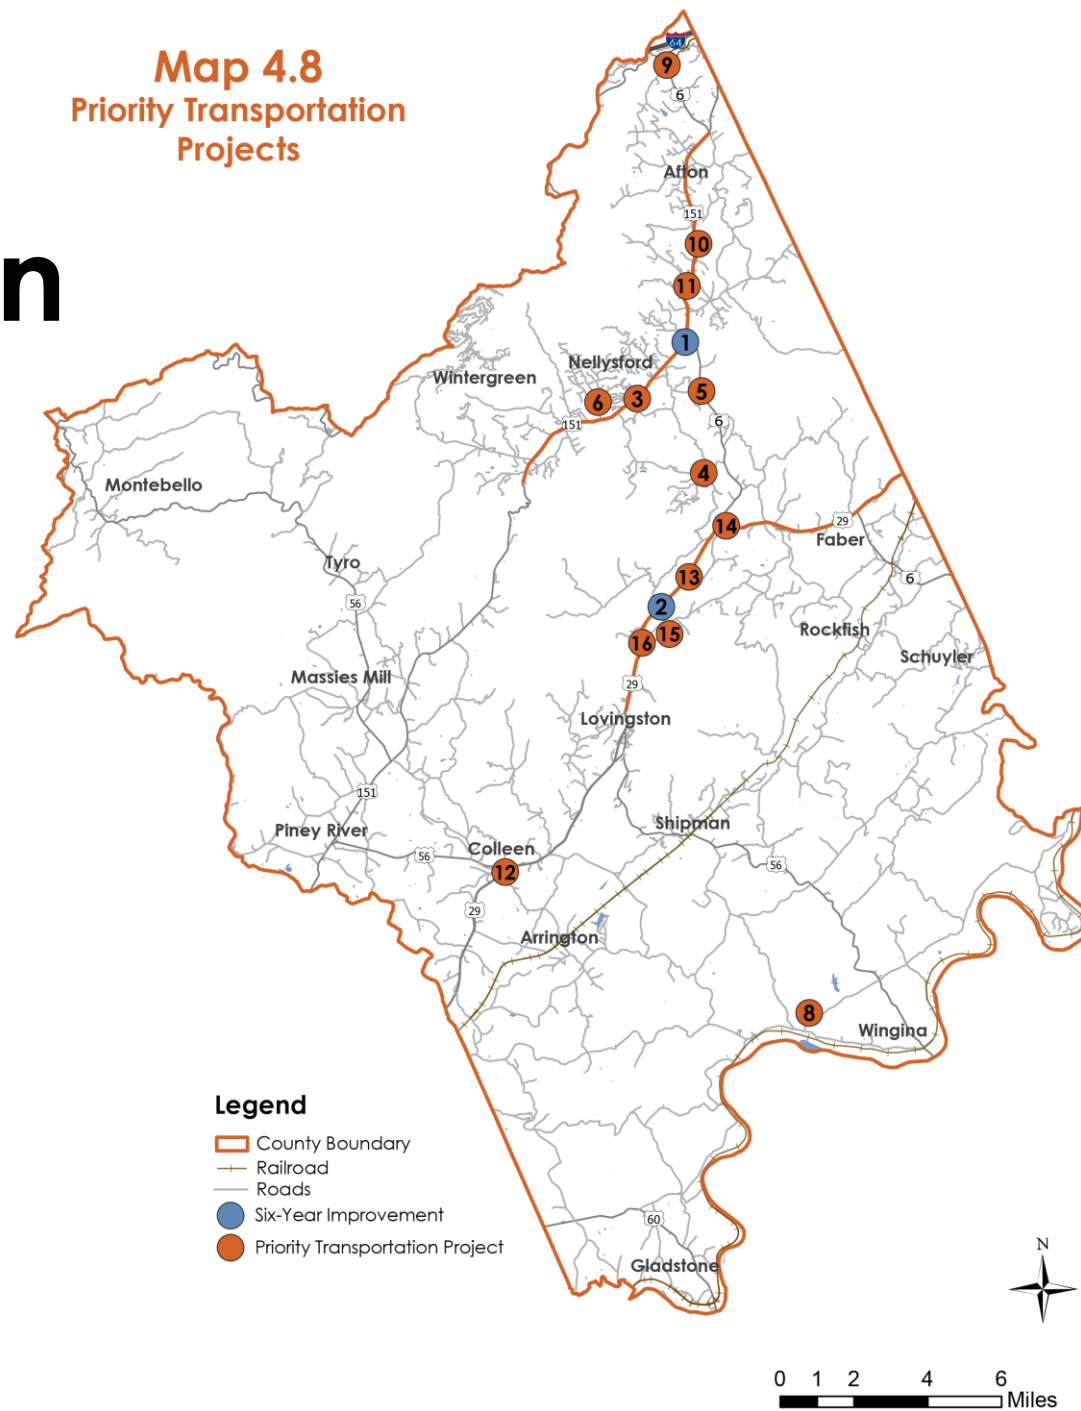 Map 4.8
Priority Transportation
Projects
n
64
9
6
Afton
151
10
11
1
Nellysford
Wintergreen
6
3
5
151
6
4
Montebello
14
29
Faber
Tyro
13
6
56
2
Rockfish
15
16
Schuyler
Massies Mill
29
Lovingston
151
Piney River
Shipman
Colleen
56
56
12
29
Arrington
8
Wingina
Legend
County Boundary
Railroad
Roads
Six-Year Improvement
Priority Transportation Project
60
Gladstone
N
0 1 2 4 6
Miles